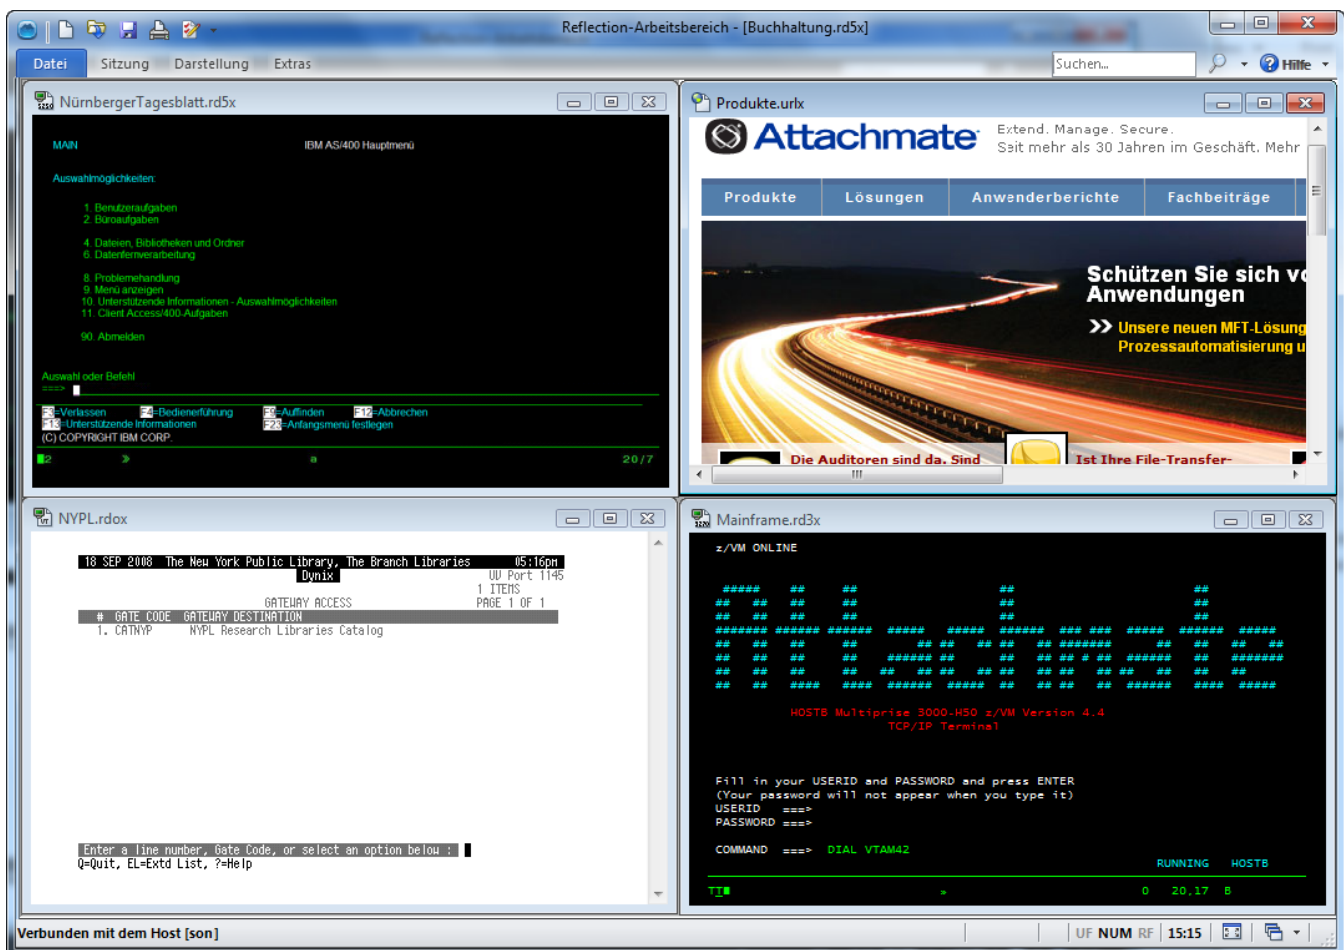 Reflection-Arbeitsbereich - [Buchhaltung.rd5x]
Datei Sitzung Darstellung Extras Suchen... Hilfe
NürnbergerTagesblatt.rd5x
MAIN IBM AS/400 Hauptmenü
Auswahlmöglichkeiten:
1. Benutzeraufgaben
2. Büroaufgaben
4. Dateien, Bibliotheken und Ordner
6. Datenfernverarbeitung
8. Problemehandlung
9. Menü anzeigen
10. Unterstützende Informationen - Auswahlmöglichkeiten
11. Client Access/400-Aufgaben
90. Abmelden
Auswahl oder Befehl
===>
F3=Verlassen F4=Bedienerführung F9=Auffinden F12=Abbrechen
F13=Unterstützende Informationen F23=Anfangsmenü festlegen
(C) COPYRIGHT IBM CORP.
2 » a 20/7
Produkte.urlx
Attachmate
Extend. Manage. Secure.
Seit mehr als 30 Jahren im Geschäft. Mehr
Produkte Lösungen Anwenderberichte Fachbeiträge
Schützen Sie sich vo
Anwendungen
>> Unsere neuen MFT-Lösung
Prozessautomatisierung u
Die Auditoren sind da. Sind Ist Ihre File-Transfer-
NYPL.rdox
18 SEP 2008 The New York Public Library, The Branch Libraries 05:16pm
Dynix UV Port 1145
1 ITEMS
GATEWAY ACCESS PAGE 1 OF 1
# GATE CODE GATEWAY DESTINATION
1. CATNYP NYPL Research Libraries Catalog
Enter a line number, Gate Code, or select an option below :
Q=Quit, EL=Extd List, ?=Help
Mainframe.rd3x
z/VM ONLINE
Attachmate
HOSTB Multiprise 3000-H50 z/VM Version 4.4
TCP/IP Terminal
Fill in your USERID and PASSWORD and press ENTER
(Your password will not appear when you type it)
USERID ===>
PASSWORD ===>
COMMAND ===> DIAL VTAM42
RUNNING HOSTB
TT » 0 20,17 B
Verbunden mit dem Host [son] UF NUM RF 15:15